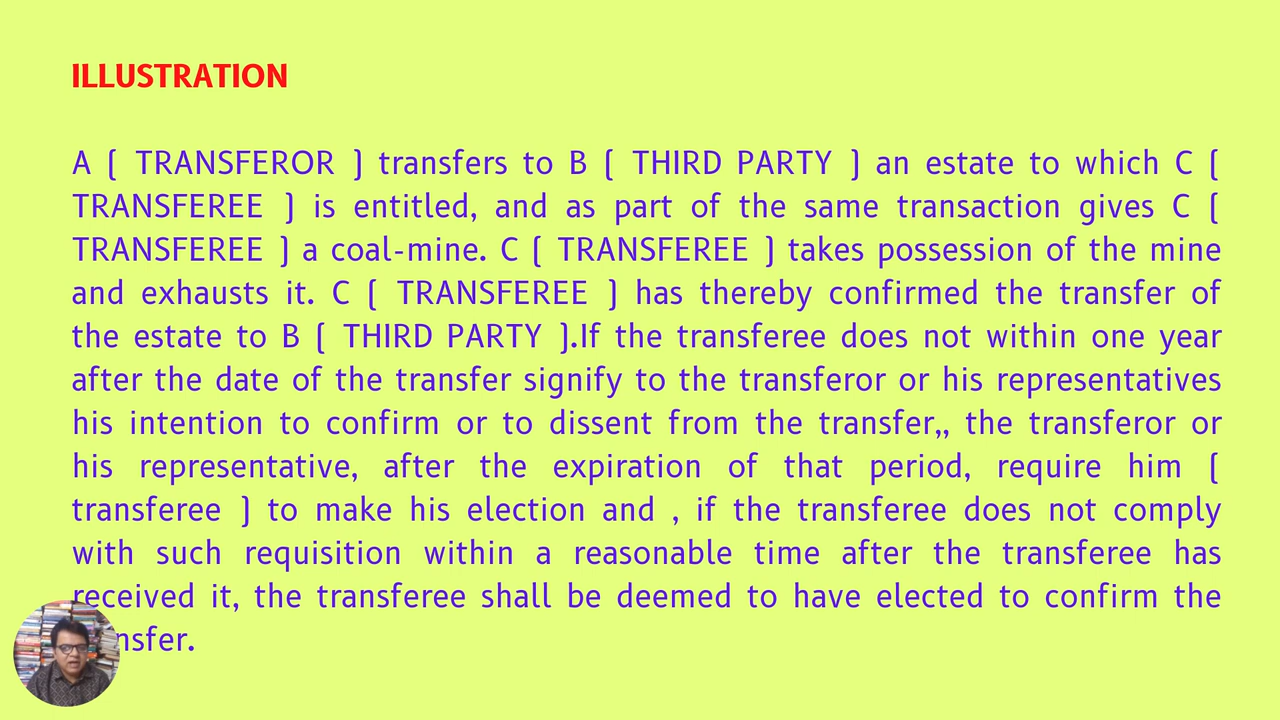 ILLUSTRATION
A ( TRANSFEROR ) transfers to B ( THIRD PARTY ) an estate to which C (
TRANSFEREE ) is entitled, and as part of the same transaction gives C (
TRANSFEREE ) a coal-mine. C ( TRANSFEREE ) takes possession of the mine
and exhausts it. C ( TRANSFEREE ) has thereby confirmed the transfer of
the estate to B ( THIRD PARTY ).If the transferee does not within one year
after the date of the transfer signify to the transferor or his representatives
his intention to confirm or to dissent from the transfer,, the transferor or
his representative, after the expiration of that period, require him (
transferee ) to make his election and , if the transferee does not comply
with such requisition within a reasonable time after the transferee has
received it, the transferee shall be deemed to have elected to confirm the
nsfer.